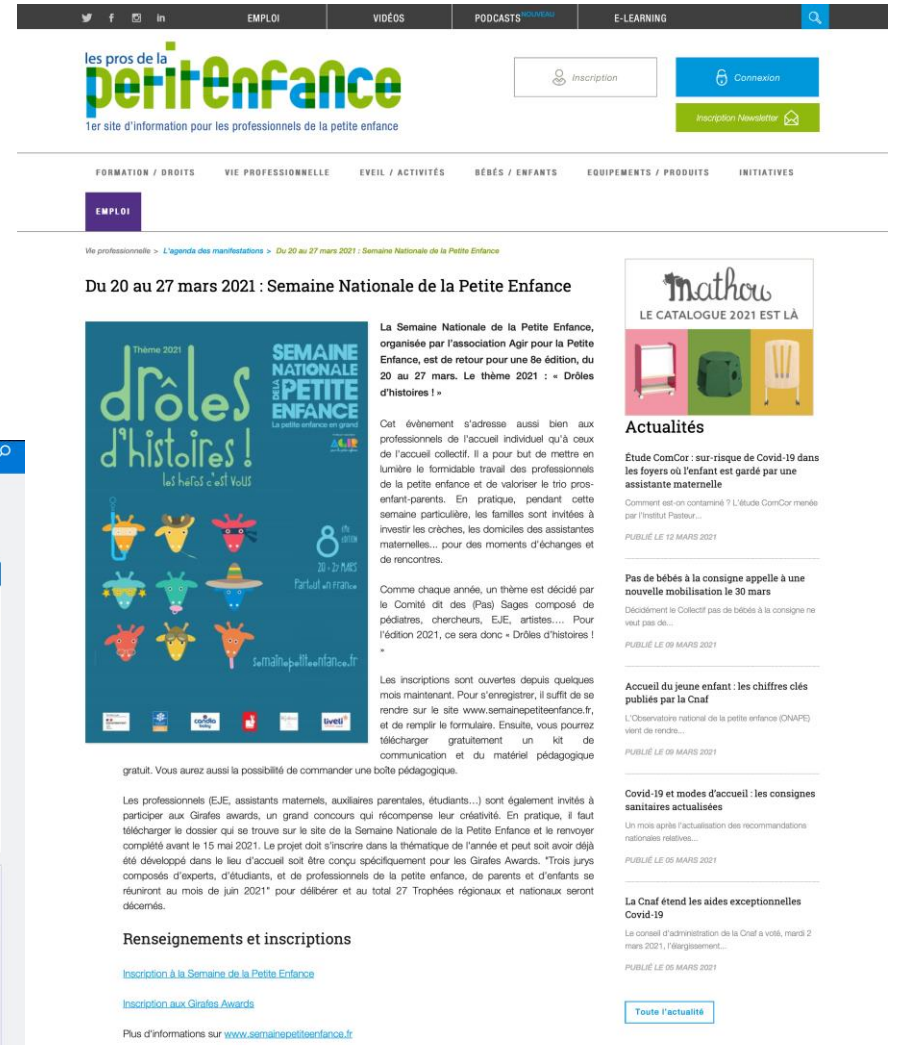 EMPLOI
VIDÉOS
PODCASTS NOUVEAU
E-LEARNING
les pros de la
petite enfance
1er site d'information pour les professionnels de la petite enfance
Inscription
Connexion
Inscription Newsletter
FORMATION / DROITS
VIE PROFESSIONNELLE
EVEIL / ACTIVITÉS
BÉBÉS / ENFANTS
EQUIPEMENTS / PRODUITS
INITIATIVES
EMPLOI
Vie professionnelle > L'agenda des manifestations > Du 20 au 27 mars 2021 : Semaine Nationale de la Petite Enfance
Du 20 au 27 mars 2021 : Semaine Nationale de la Petite Enfance
Thème 2021
drôles
d'histoires !
les héros c'est vous
SEMAINE
NATIONALE
DE LA PETITE
ENFANCE
La petite enfance en grand
AGIR
8 ème
ÉDITION
20 - 27 MARS
Partout en France
semainepetiteenfance.fr
liveli
La Semaine Nationale de la Petite Enfance,
organisée par l'association Agir pour la Petite
Enfance, est de retour pour une 8e édition, du
20 au 27 mars. Le thème 2021 : « Drôles
d'histoires ! »
Cet évènement s'adresse aussi bien aux
professionnels de l'accueil individuel qu'à ceux
de l'accueil collectif. Il a pour but de mettre en
lumière le formidable travail des professionnels
de la petite enfance et de valoriser le trio pros-
enfant-parents. En pratique, pendant cette
semaine particulière, les familles sont invitées à
investir les crèches, les domiciles des assistantes
maternelles... pour des moments d'échanges et
de rencontres.
Comme chaque année, un thème est décidé par
le Comité dit des (Pas) Sages composé de
pédiatres, chercheurs, EJE, artistes.... Pour
l'édition 2021, ce sera donc « Drôles d'histoires !
»
Les inscriptions sont ouvertes depuis quelques
mois maintenant. Pour s'enregistrer, il suffit de se
rendre sur le site www.semainepetiteenfance.fr,
et de remplir le formulaire. Ensuite, vous pourrez
télécharger gratuitement un kit de
communication et du matériel pédagogique
gratuit. Vous aurez aussi la possibilité de commander une boîte pédagogique.
Les professionnels (EJE, assistants maternels, auxiliaires parentales, étudiants...) sont également invités à
participer aux Girafes awards, un grand concours qui récompense leur créativité. En pratique, il faut
télécharger le dossier qui se trouve sur le site de la Semaine Nationale de la Petite Enfance et le renvoyer
complété avant le 15 mai 2021. Le projet doit s'inscrire dans la thématique de l'année et peut soit avoir déjà
été développé dans le lieu d'accueil soit être conçu spécifiquement pour les Girafes Awards. "Trois jurys
composés d'experts, d'étudiants, et de professionnels de la petite enfance, de parents et d'enfants se
réuniront au mois de juin 2021" pour délibérer et au total 27 Trophées régionaux et nationaux seront
décernés.
Renseignements et inscriptions
Inscription à la Semaine de la Petite Enfance
Inscription aux Girafes Awards
Plus d'informations sur www.semainepetiteenfance.fr
mathou
LE CATALOGUE 2021 EST LÀ
Actualités
Étude ComCor : sur-risque de Covid-19 dans
les foyers où l'enfant est gardé par une
assistante maternelle
Comment est-on contaminé ? L'étude ComCor menée
par l'Institut Pasteur...
PUBLIÉ LE 12 MARS 2021
Pas de bébés à la consigne appelle à une
nouvelle mobilisation le 30 mars
Décidément le Collectif pas de bébés à la consigne ne
veut pas de...
PUBLIÉ LE 09 MARS 2021
Accueil du jeune enfant : les chiffres clés
publiés par la Cnaf
L'Observatoire national de la petite enfance (ONAPE)
vient de rendre...
PUBLIÉ LE 09 MARS 2021
Covid-19 et modes d'accueil : les consignes
sanitaires actualisées
Un mois après l'actualisation des recommandations
nationales relatives...
PUBLIÉ LE 05 MARS 2021
La Cnaf étend les aides exceptionnelles
Covid-19
Le conseil d'administration de la Cnaf a voté, mardi 2
mars 2021, l'élargissement...
PUBLIÉ LE 05 MARS 2021
Toute l'actualité